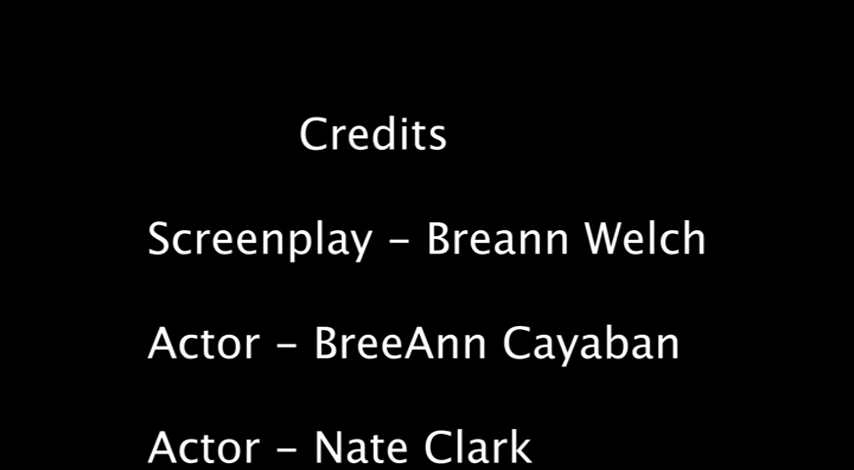 Credits
Screenplay - Breann Welch
Actor - BreeAnn Cayaban
Actor - Nate Clark